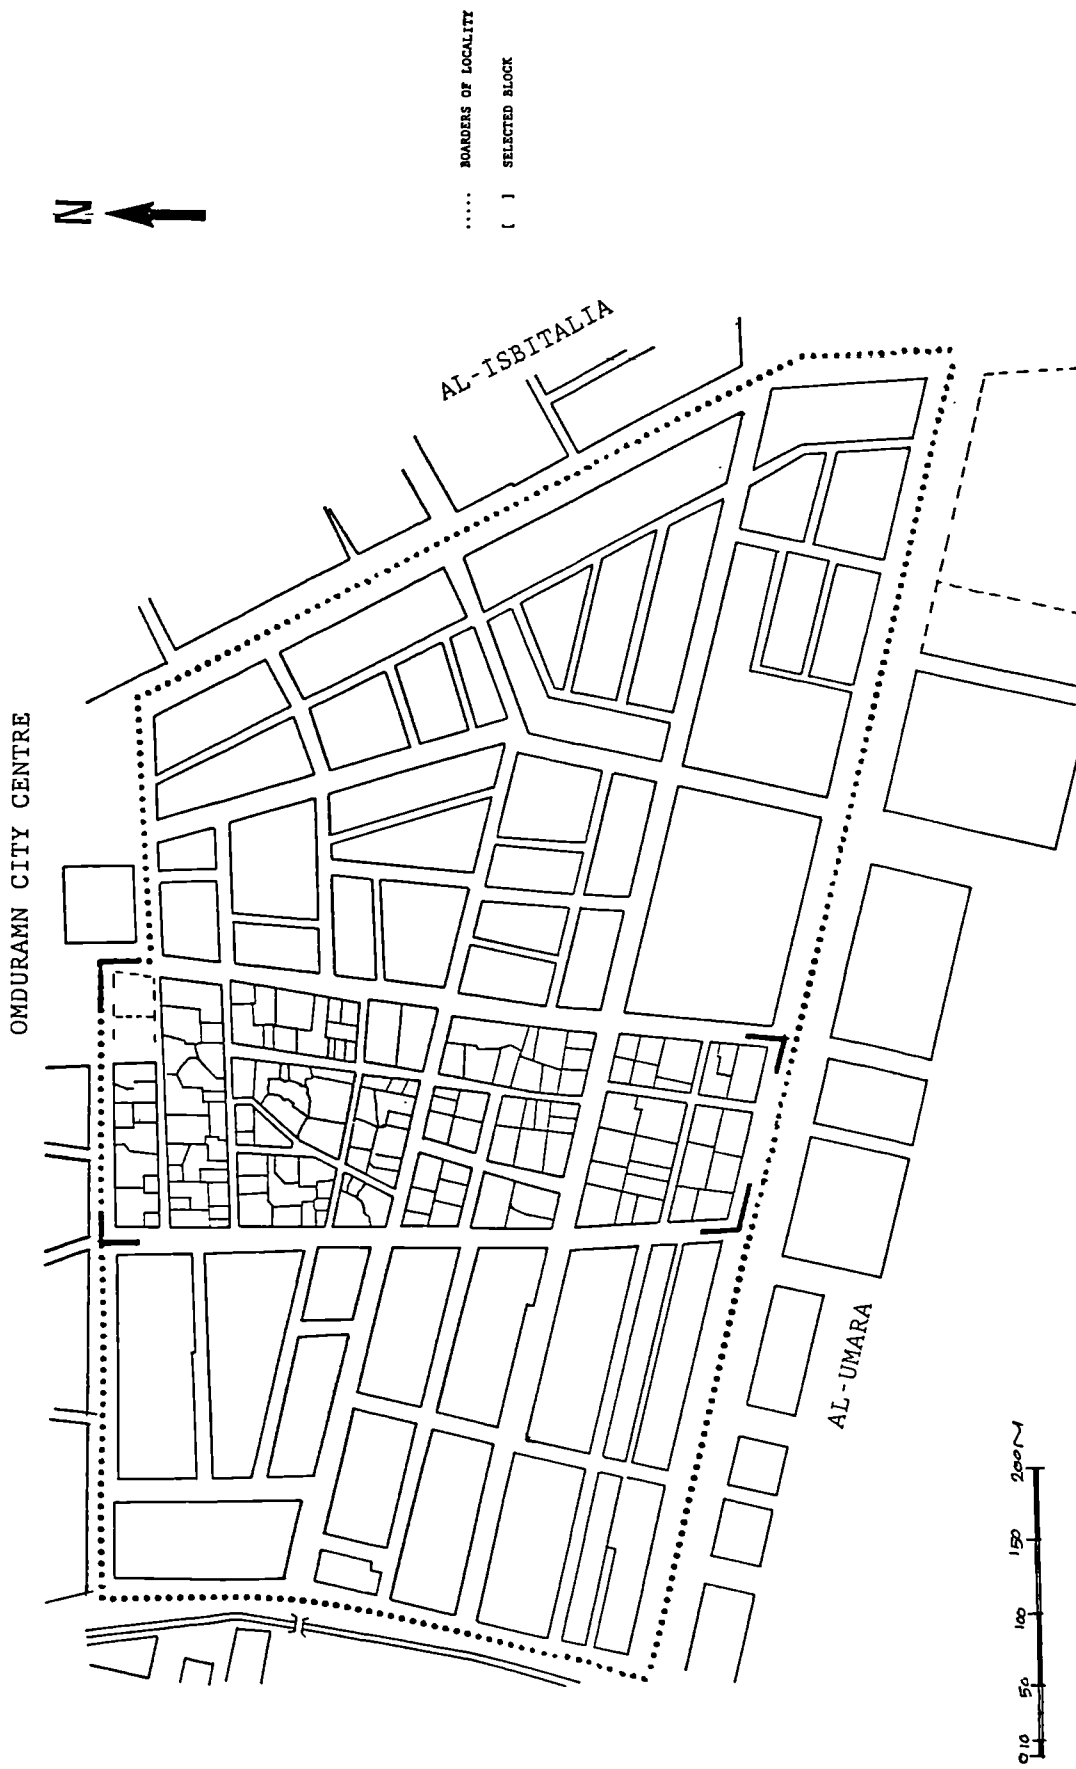 OMDURAMN CITY CENTRE
N
..... BOARDERS OF LOCALITY
[ ] SELECTED BLOCK
AL-ISBITALIA
AL-UMARA
0 10 50 100 150 200M